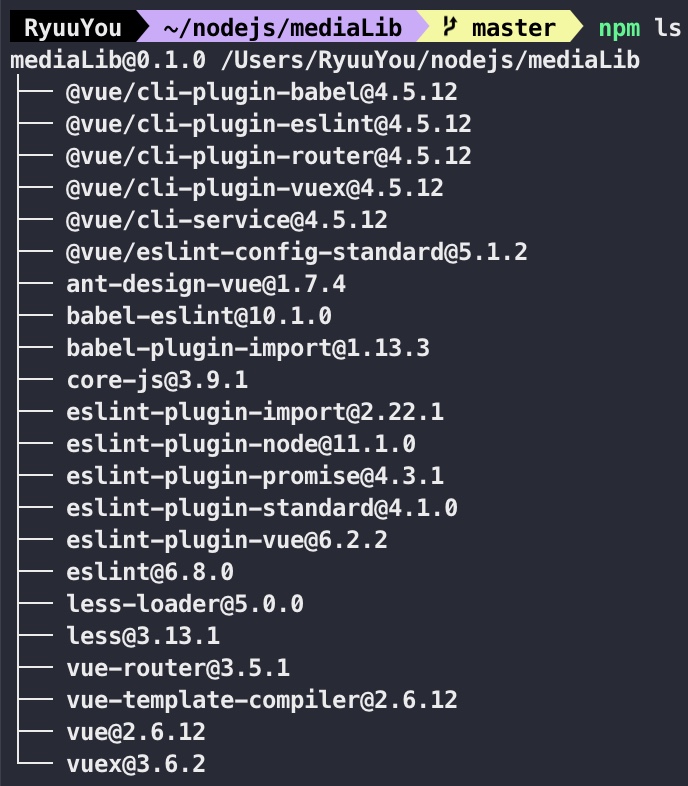 RyuuYou ~/nodejs/mediaLib master npm ls
mediaLib@0.1.0 /Users/RyuuYou/nodejs/mediaLib
├── @vue/cli-plugin-babel@4.5.12
├── @vue/cli-plugin-eslint@4.5.12
├── @vue/cli-plugin-router@4.5.12
├── @vue/cli-plugin-vuex@4.5.12
├── @vue/cli-service@4.5.12
├── @vue/eslint-config-standard@5.1.2
├── ant-design-vue@1.7.4
├── babel-eslint@10.1.0
├── babel-plugin-import@1.13.3
├── core-js@3.9.1
├── eslint-plugin-import@2.22.1
├── eslint-plugin-node@11.1.0
├── eslint-plugin-promise@4.3.1
├── eslint-plugin-standard@4.1.0
├── eslint-plugin-vue@6.2.2
├── eslint@6.8.0
├── less-loader@5.0.0
├── less@3.13.1
├── vue-router@3.5.1
├── vue-template-compiler@2.6.12
├── vue@2.6.12
└── vuex@3.6.2